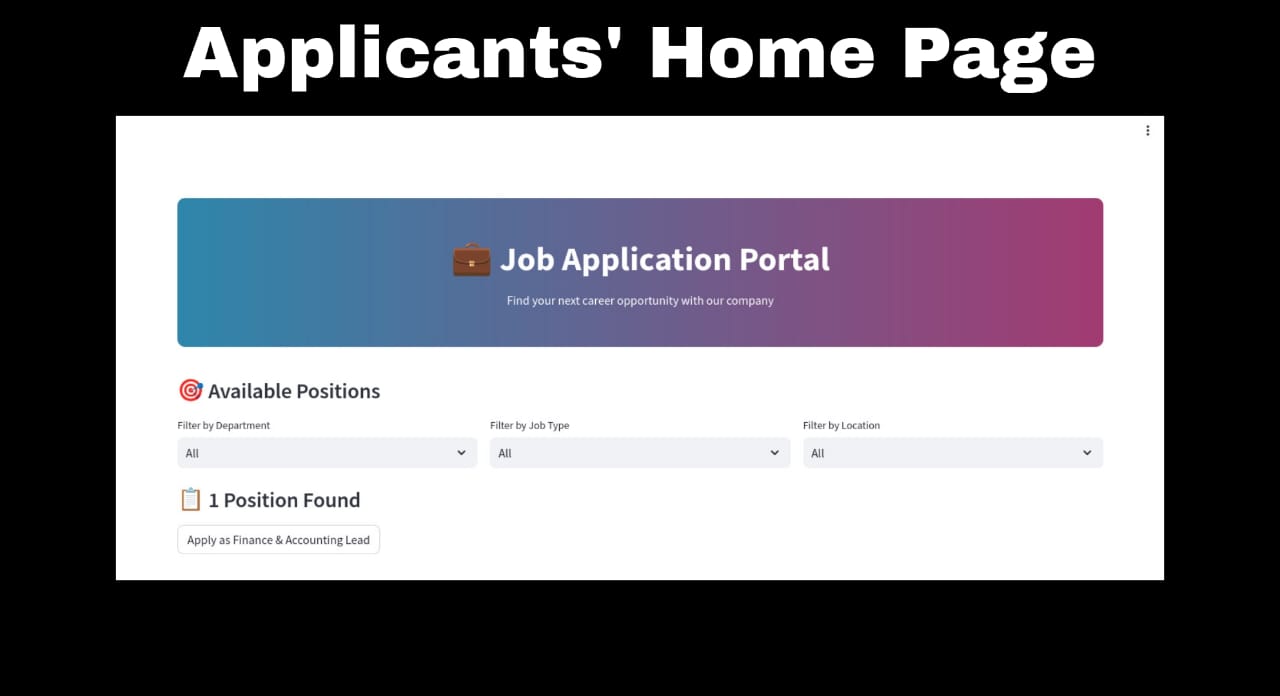 Applicants' Home Page
Job Application Portal
Find your next career opportunity with our company
Available Positions
Filter by Department
Filter by Job Type
Filter by Location
All
All
All
1 Position Found
Apply as Finance & Accounting Lead